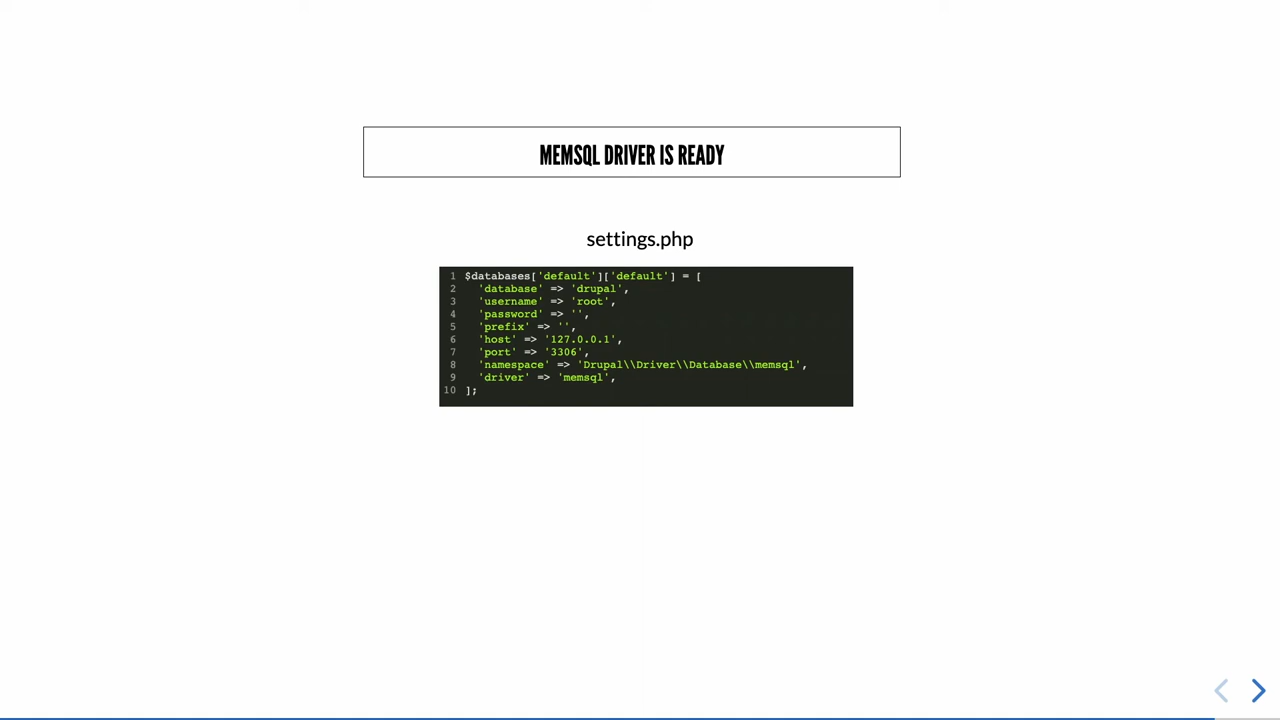 MEMSQL DRIVER IS READY
settings.php
1 $databases['default']['default'] = [
2   'database' => 'drupal',
3   'username' => 'root',
4   'password' => '',
5   'prefix' => '',
6   'host' => '127.0.0.1',
7   'port' => '3306',
8   'namespace' => 'Drupal\\Driver\\Database\\memsql',
9   'driver' => 'memsql',
10 ];